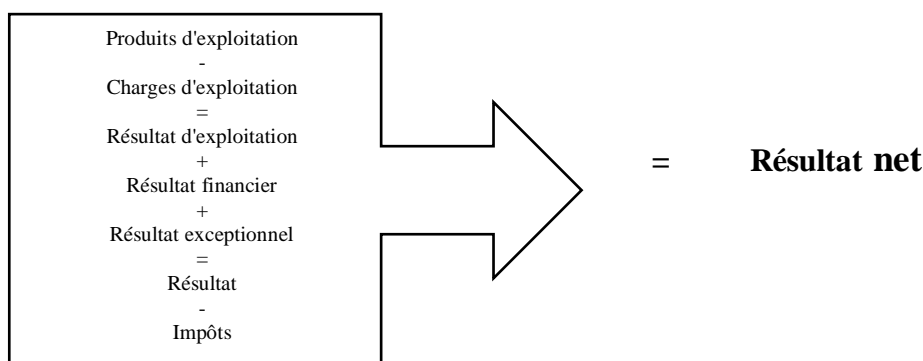 Produits d'exploitation
-
Charges d'exploitation
=
Résultat d'exploitation
+
Résultat financier
+
Résultat exceptionnel
=
Résultat
-
Impôts
= Résultat net